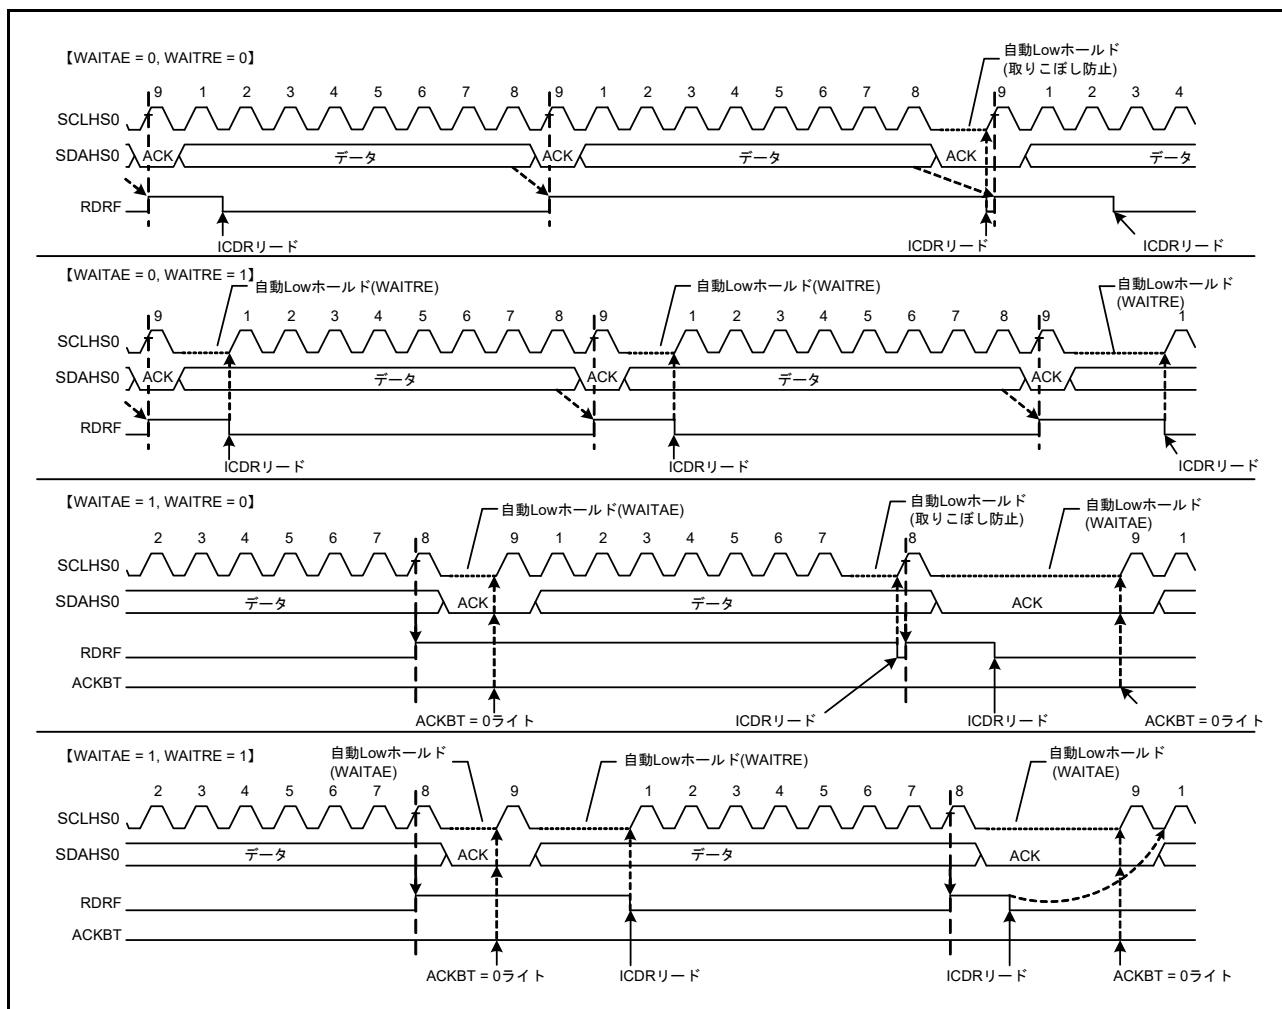 【WAITAE = 0, WAITRE = 0】
自動Lowホールド
(取りこぼし防止)
9 1 2 3 4 5 6 7 8 9 1 2 3 4 5 6 7 8 9 1 2 3 4
SCLHS0
SDAHS0 ACK データ ACK データ ACK データ
RDRF
ICDRリード ICDRリード ICDRリード
【WAITAE = 0, WAITRE = 1】
自動Lowホールド(WAITRE) 自動Lowホールド(WAITRE) 自動Lowホールド
(WAITRE)
9 1 2 3 4 5 6 7 8 9 1 2 3 4 5 6 7 8 9 1
SCLHS0
SDAHS0 ACK データ ACK データ ACK
RDRF
ICDRリード ICDRリード ICDRリード
【WAITAE = 1, WAITRE = 0】
自動Lowホールド(WAITAE) 自動Lowホールド
(取りこぼし防止) 自動Lowホールド
(WAITAE)
2 3 4 5 6 7 8 9 1 2 3 4 5 6 7 8 9 1
SCLHS0
SDAHS0 データ ACK データ ACK
RDRF
ACKBT
ACKBT = 0ライト ICDRリード ICDRリード ACKBT = 0ライト
【WAITAE = 1, WAITRE = 1】
自動Lowホールド
(WAITAE) 自動Lowホールド(WAITRE) 自動Lowホールド
(WAITAE)
2 3 4 5 6 7 8 9 1 2 3 4 5 6 7 8 9 1
SCLHS0
SDAHS0 データ ACK データ ACK
RDRF
ACKBT
ACKBT = 0ライト ICDRリード ICDRリード ACKBT = 0ライト